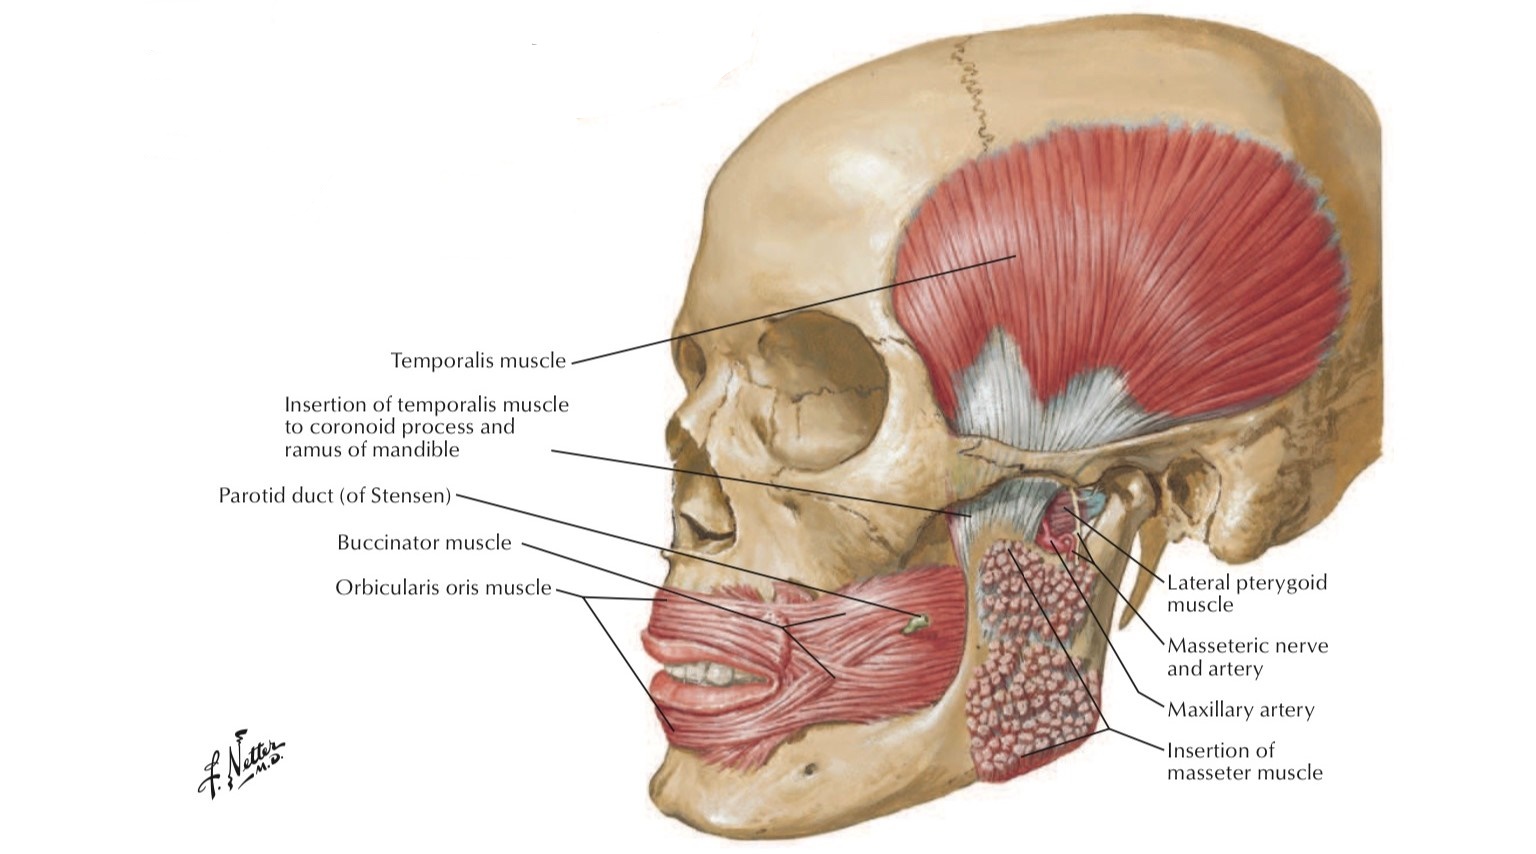 Temporalis muscle
Insertion of temporalis muscle
to coronoid process and
ramus of mandible
Parotid duct (of Stensen)
Buccinator muscle
Orbicularis oris muscle
Lateral pterygoid
muscle
Masseteric nerve
and artery
Maxillary artery
Insertion of
masseter muscle
F. Netter
M.D.